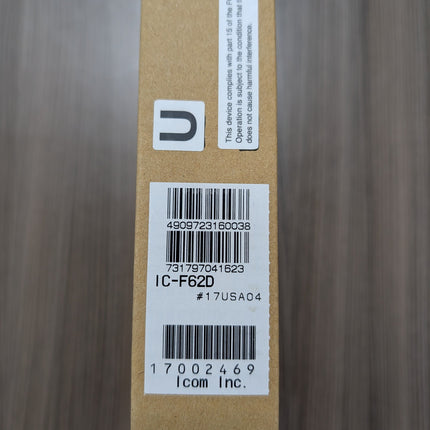 This device complies with part 15 of the
Operation is subject to the condition that
does not cause harmful interference.
U
4909723160038
731797041623
IC-F62D
#17USA04
17002469
Icom Inc.